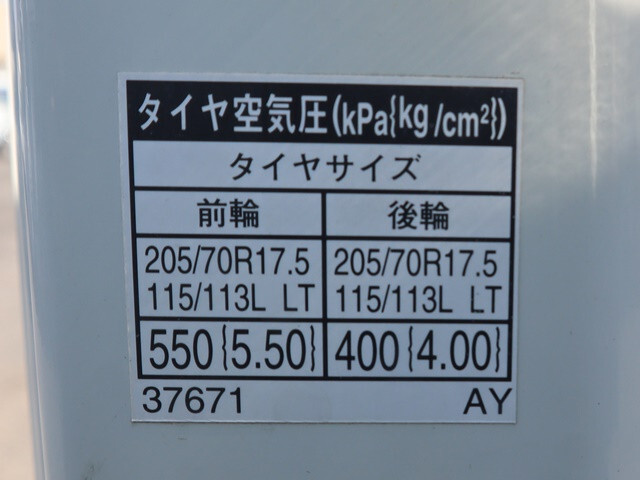 タイヤ空気圧(kPa{kg/cm²})
タイヤサイズ
前輪 後輪
205/70R17.5 205/70R17.5
115/113L LT 115/113L LT
550{5.50} 400{4.00}
37671 AY